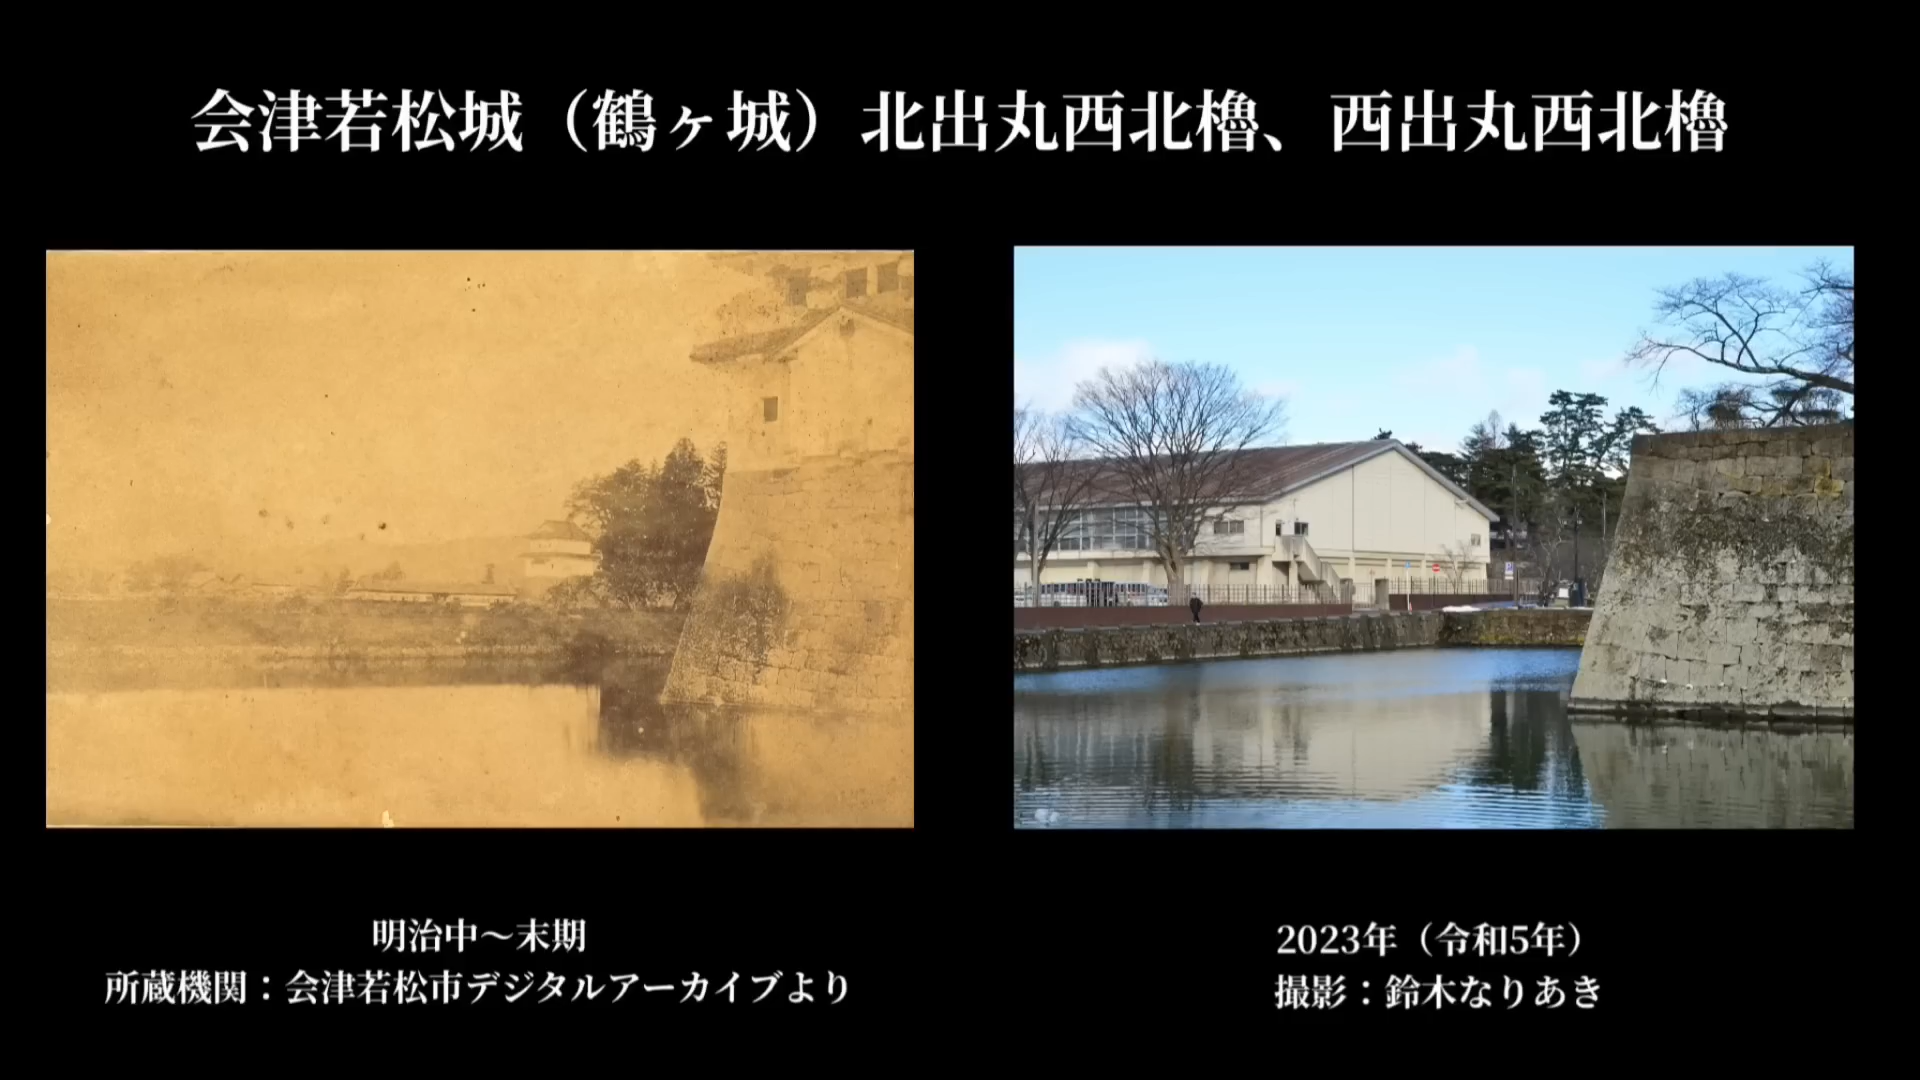 会津若松城（鶴ヶ城）北出丸西北櫓、西出丸西北櫓
明治中～末期
所蔵機関：会津若松市デジタルアーカイブより
2023年（令和5年）
撮影：鈴木なりあき